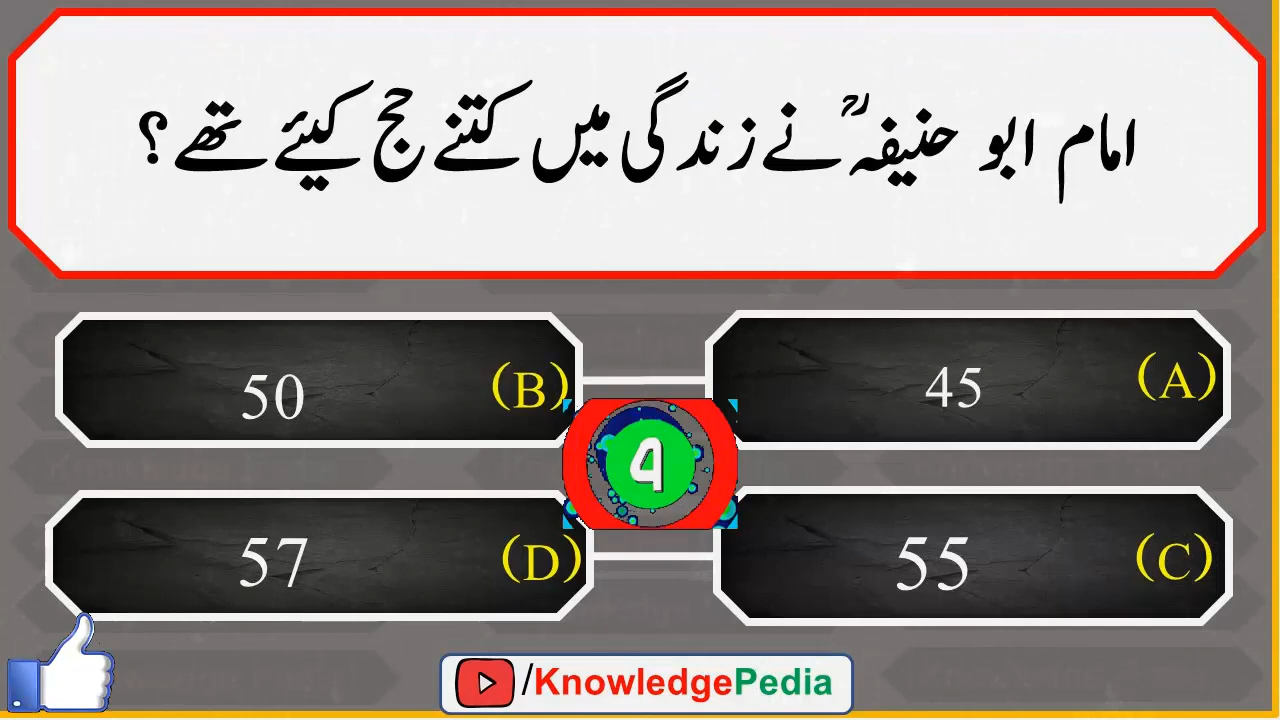 امام ابو حنیفہؒ نے زندگی میں کتنے حج کیئے تھے؟
(A) 45
(B) 50
4
(C) 55
(D) 57
/KnowledgePedia